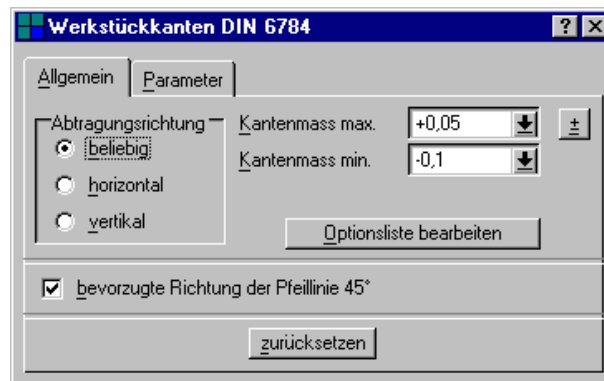 Werkstückkanten DIN 6784
Allgemein
Parameter
Abtragungsrichtung
beliebig
horizontal
vertikal
Kantenmass max.
+0,05
±
Kantenmass min.
-0,1
Optionsliste bearbeiten
bevorzugte Richtung der Pfeillinie 45°
zurücksetzen